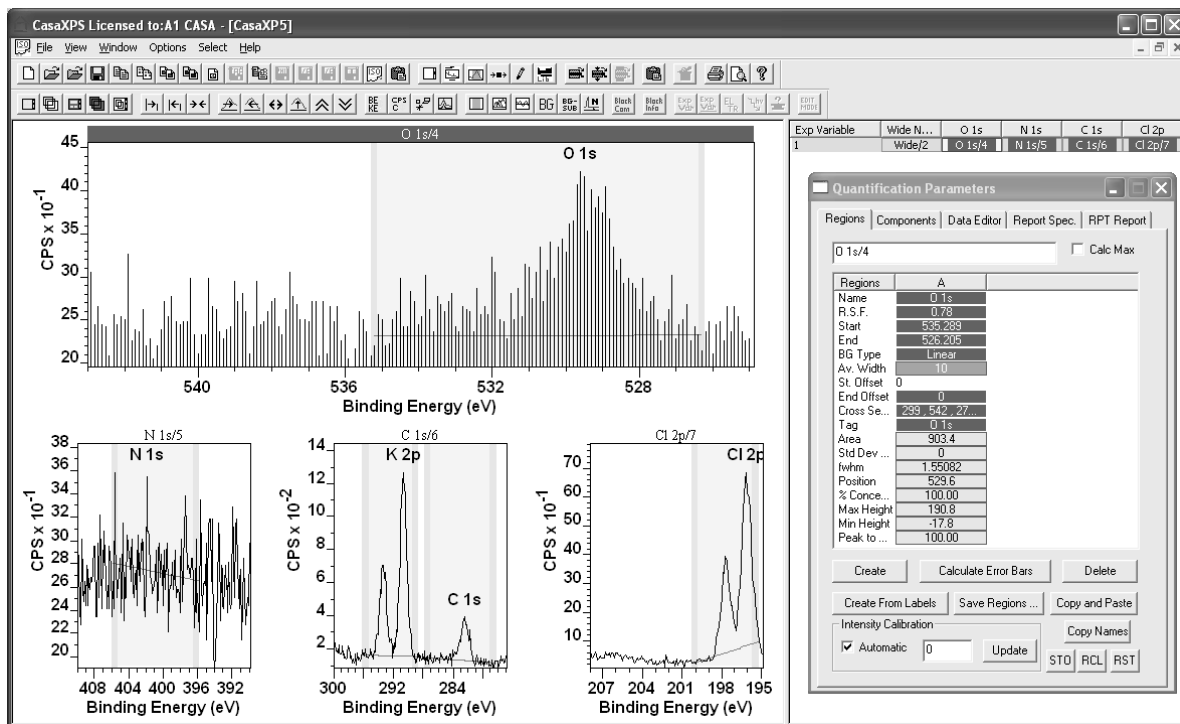 CasaXPS Licensed to:A1 CASA - [CasaXP5]
File View Window Options Select Help
O 1s/4
O 1s
CPS x 10⁻¹
45
40
35
30
25
20
540 536 532 528
Binding Energy (eV)
N 1s/5
N 1s
CPS x 10⁻¹
38
36
34
32
30
28
26
24
22
20
408 404 400 396 392
Binding Energy (eV)
C 1s/6
K 2p
C 1s
CPS x 10⁻²
14
12
10
8
6
4
2
300 292 284
Binding Energy (eV)
Cl 2p/7
Cl 2p
CPS x 10⁻¹
70
60
50
40
30
20
10
207 204 201 198 195
Binding Energy (eV)
Exp Variable Wide N... O 1s N 1s C 1s Cl 2p
1 Wide/2 O 1s/4 N 1s/5 C 1s/6 Cl 2p/7
Quantification Parameters
Regions Components Data Editor Report Spec. RPT Report
O 1s/4 Calc Max
Regions A
Name O 1s
R.S.F. 0.78
Start 535.289
End 526.205
BG Type Linear
Av. Width 10
St. Offset 0
End Offset 0
Cross Se... 299 , 542 , 27...
Tag O 1s
Area 903.4
Std Dev ... 0
fwhm 1.55082
Position 529.6
% Conce... 100.00
Max Height 190.8
Min Height -17.8
Peak to ... 100.00
Create Calculate Error Bars Delete
Create From Labels Save Regions ... Copy and Paste
Intensity Calibration
Automatic 0 Update
Copy Names
STO RCL RST